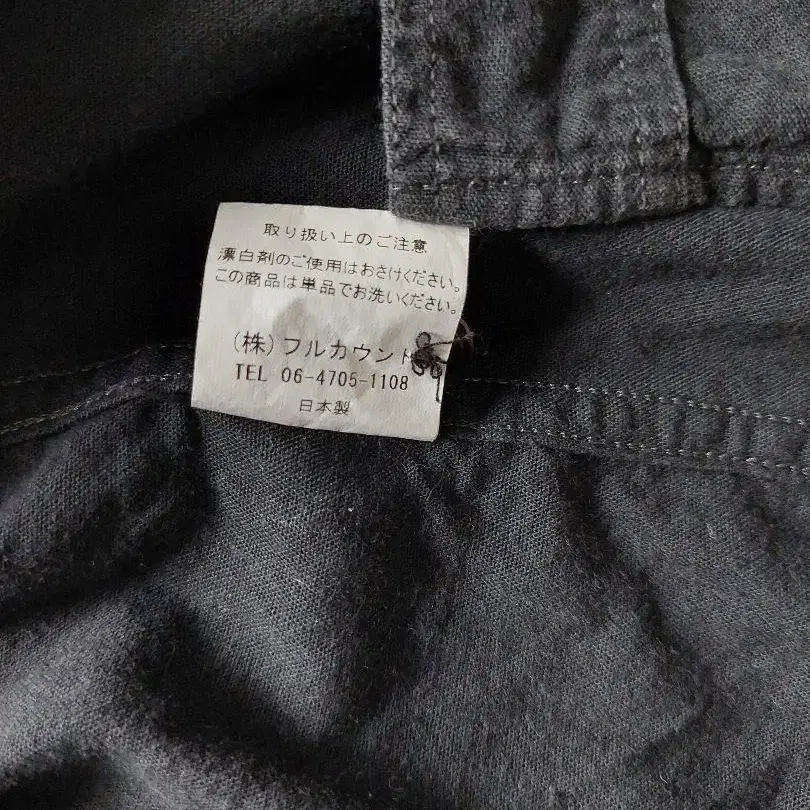 取り扱い上のご注意
漂白剤のご使用はおさけください。
この商品は単品でお洗いください。
(株)フルカウント
TEL 06-4705-1108
日本製